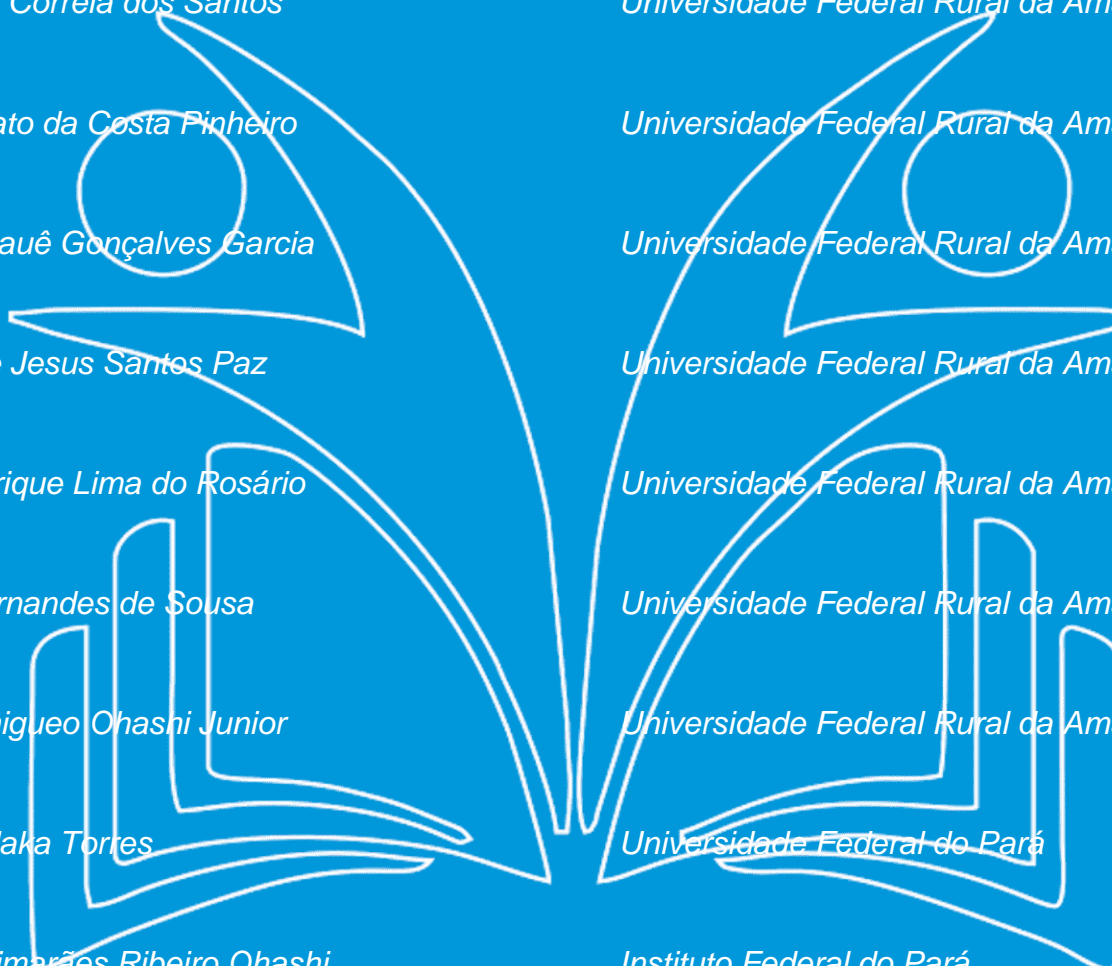 Correia dos Santos Universidade Federal Rural da Am
ato da Costa Pinheiro Universidade Federal Rural da Am
auê Gonçalves Garcia Universidade Federal Rural da Am
Jesus Santos Paz Universidade Federal Rural da Am
rique Lima do Rosário Universidade Federal Rural da Am
rnandes de Sousa Universidade Federal Rural da Am
igueo Ohashi Junior Universidade Federal Rural da Am
aka Torres Universidade Federal do Pará
imarães Ribeiro Ohashi Instituto Federal do Pará